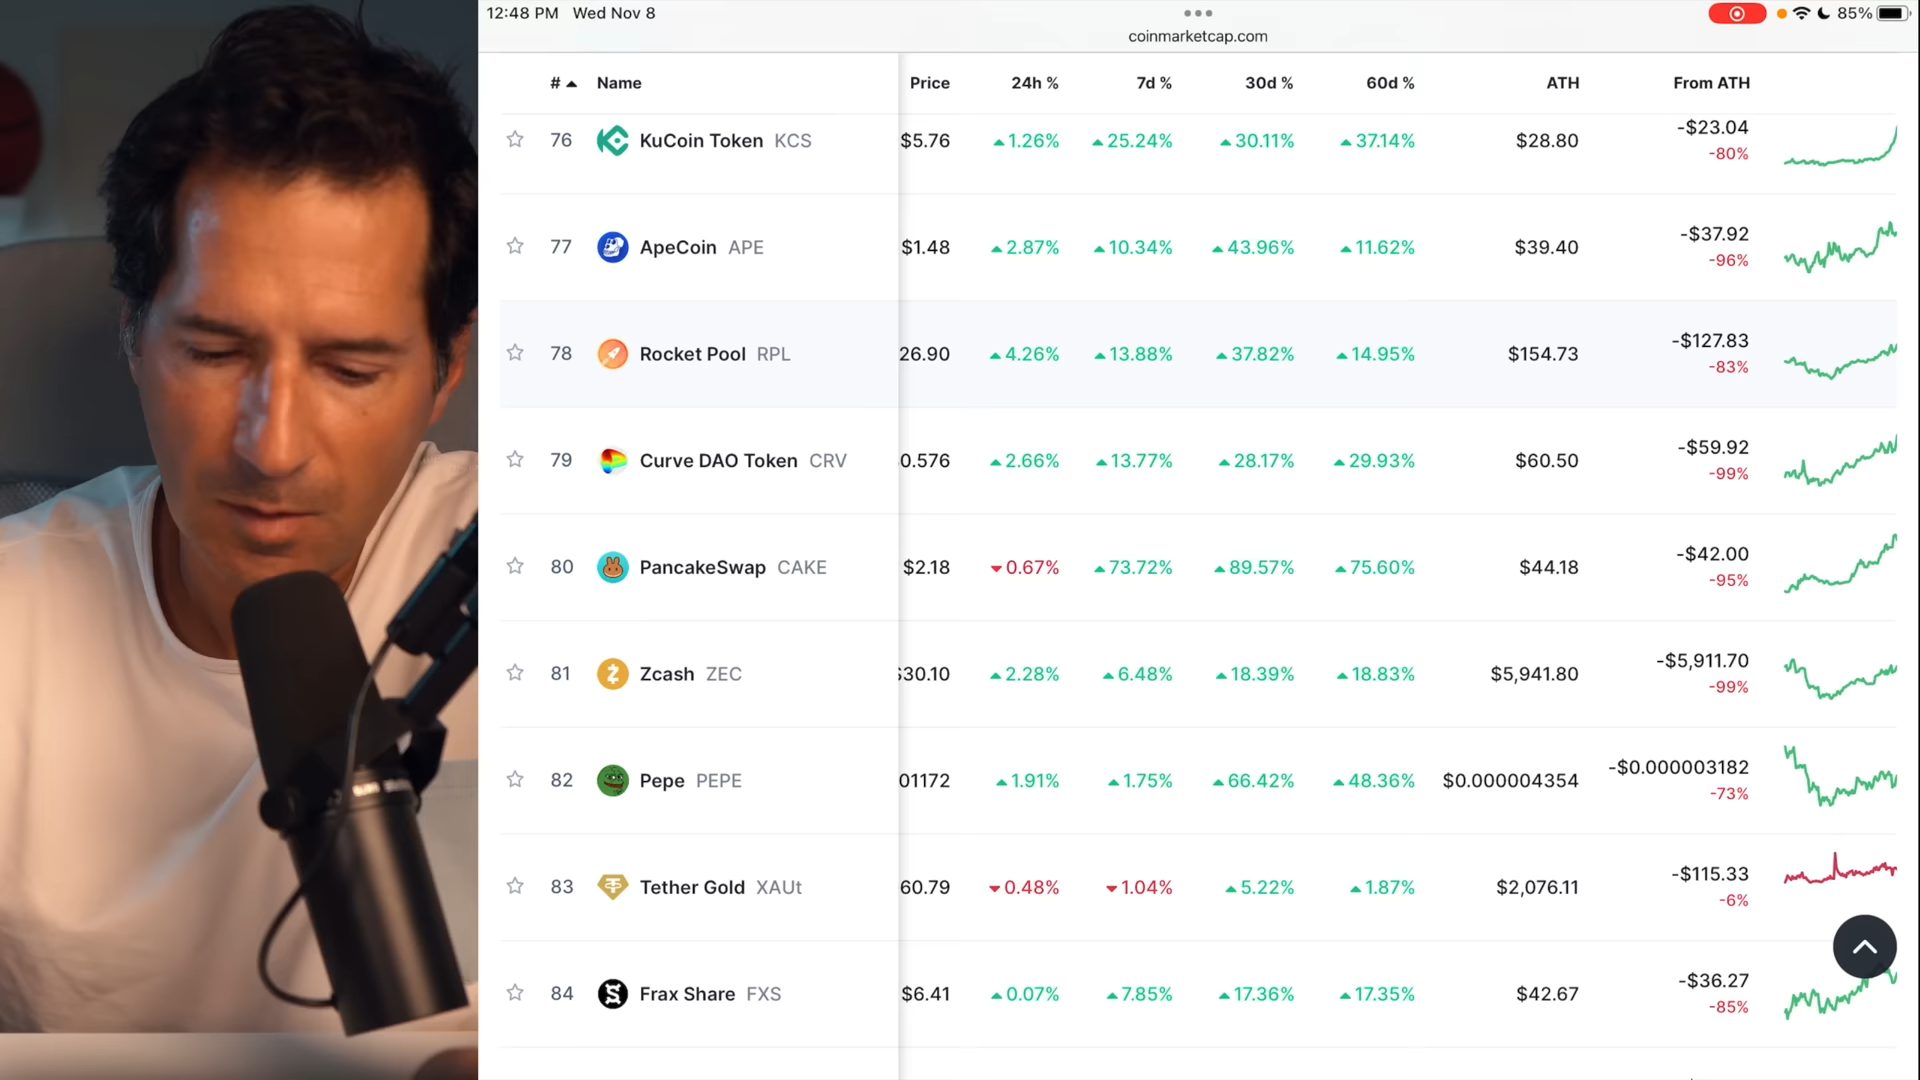 12:48 PM Wed Nov 8
85%
coinmarketcap.com
# Name Price 24h % 7d % 30d % 60d % ATH From ATH
76 KuCoin Token KCS $5.76 1.26% 25.24% 30.11% 37.14% $28.80 -$23.04
-80%
77 ApeCoin APE $1.48 2.87% 10.34% 43.96% 11.62% $39.40 -$37.92
-96%
78 Rocket Pool RPL 26.90 4.26% 13.88% 37.82% 14.95% $154.73 -$127.83
-83%
79 Curve DAO Token CRV 0.576 2.66% 13.77% 28.17% 29.93% $60.50 -$59.92
-99%
80 PancakeSwap CAKE $2.18 0.67% 73.72% 89.57% 75.60% $44.18 -$42.00
-95%
81 Zcash ZEC $30.10 2.28% 6.48% 18.39% 18.83% $5,941.80 -$5,911.70
-99%
82 Pepe PEPE 01172 1.91% 1.75% 66.42% 48.36% $0.000004354 -$0.000003182
-73%
83 Tether Gold XAUt 60.79 0.48% 1.04% 5.22% 1.87% $2,076.11 -$115.33
-6%
84 Frax Share FXS $6.41 0.07% 7.85% 17.36% 17.35% $42.67 -$36.27
-85%